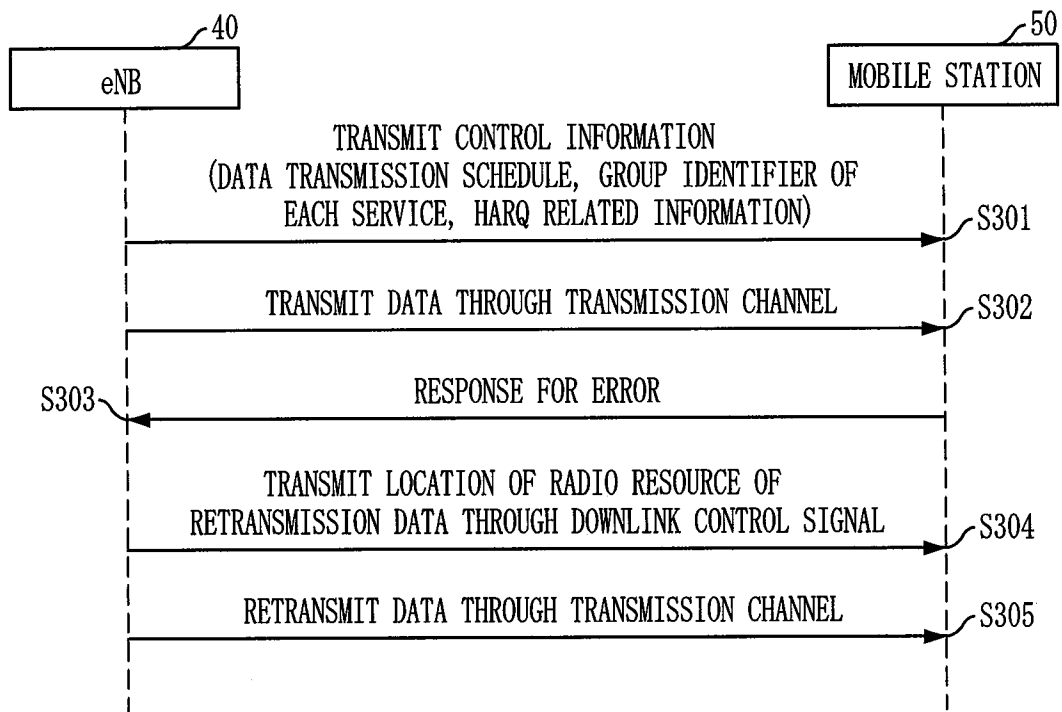 40
eNB
50
MOBILE STATION
TRANSMIT CONTROL INFORMATION
(DATA TRANSMISSION SCHEDULE, GROUP IDENTIFIER OF
EACH SERVICE, HARQ RELATED INFORMATION)
S301
TRANSMIT DATA THROUGH TRANSMISSION CHANNEL
S302
RESPONSE FOR ERROR
S303
TRANSMIT LOCATION OF RADIO RESOURCE OF
RETRANSMISSION DATA THROUGH DOWNLINK CONTROL SIGNAL
S304
RETRANSMIT DATA THROUGH TRANSMISSION CHANNEL
S305